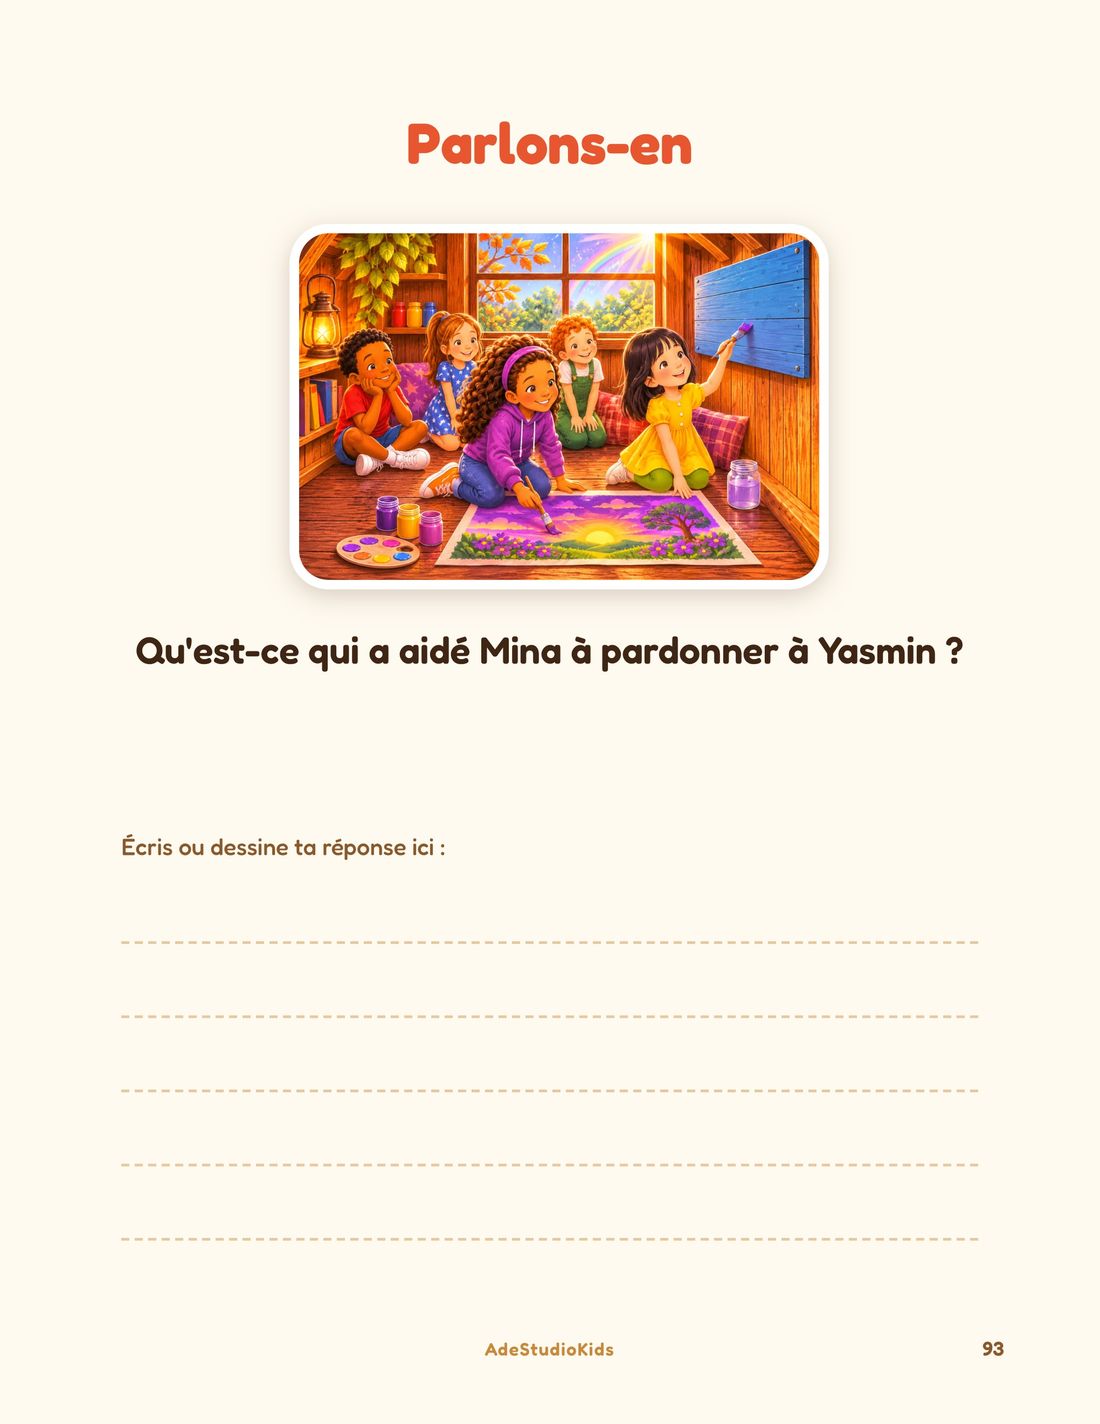 Parlons-en
Qu'est-ce qui a aidé Mina à pardonner à Yasmin ?
Écris ou dessine ta réponse ici :
AdeStudioKids
93